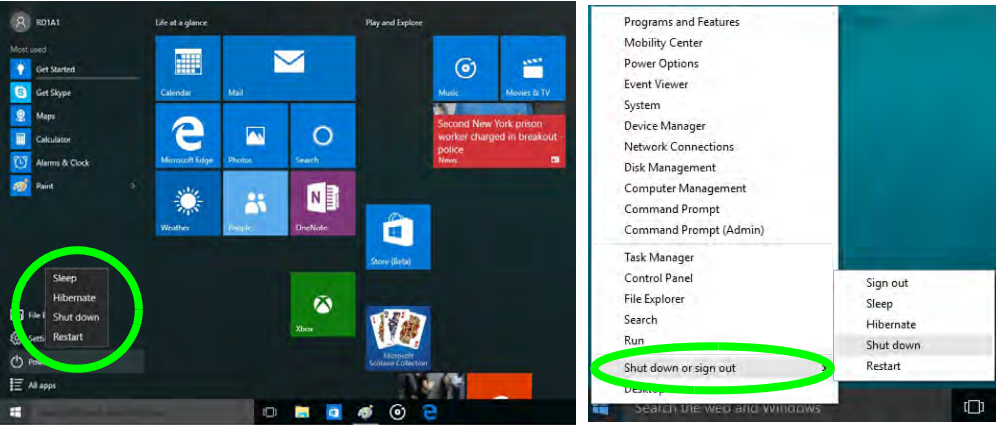 RD1A1
Life at a glance
Play and Explore
Most used
Get Started
Get Skype
Maps
Calculator
Alarms & Clock
Paint
Calendar
Mail
Music
Movies & TV
Microsoft Edge
Photos
Search
Second New York prison
worker charged in breakout -
police
News
Weather
People
OneNote
Store (Beta)
Xbox
Microsoft
Solitaire Collection
Sleep
Hibernate
Shut down
Restart
File
All apps
Programs and Features
Mobility Center
Power Options
Event Viewer
System
Device Manager
Network Connections
Disk Management
Computer Management
Command Prompt
Command Prompt (Admin)
Task Manager
Control Panel
File Explorer
Search
Run
Shut down or sign out
Desktop
Sign out
Sleep
Hibernate
Shut down
Restart
Search the web and Windows